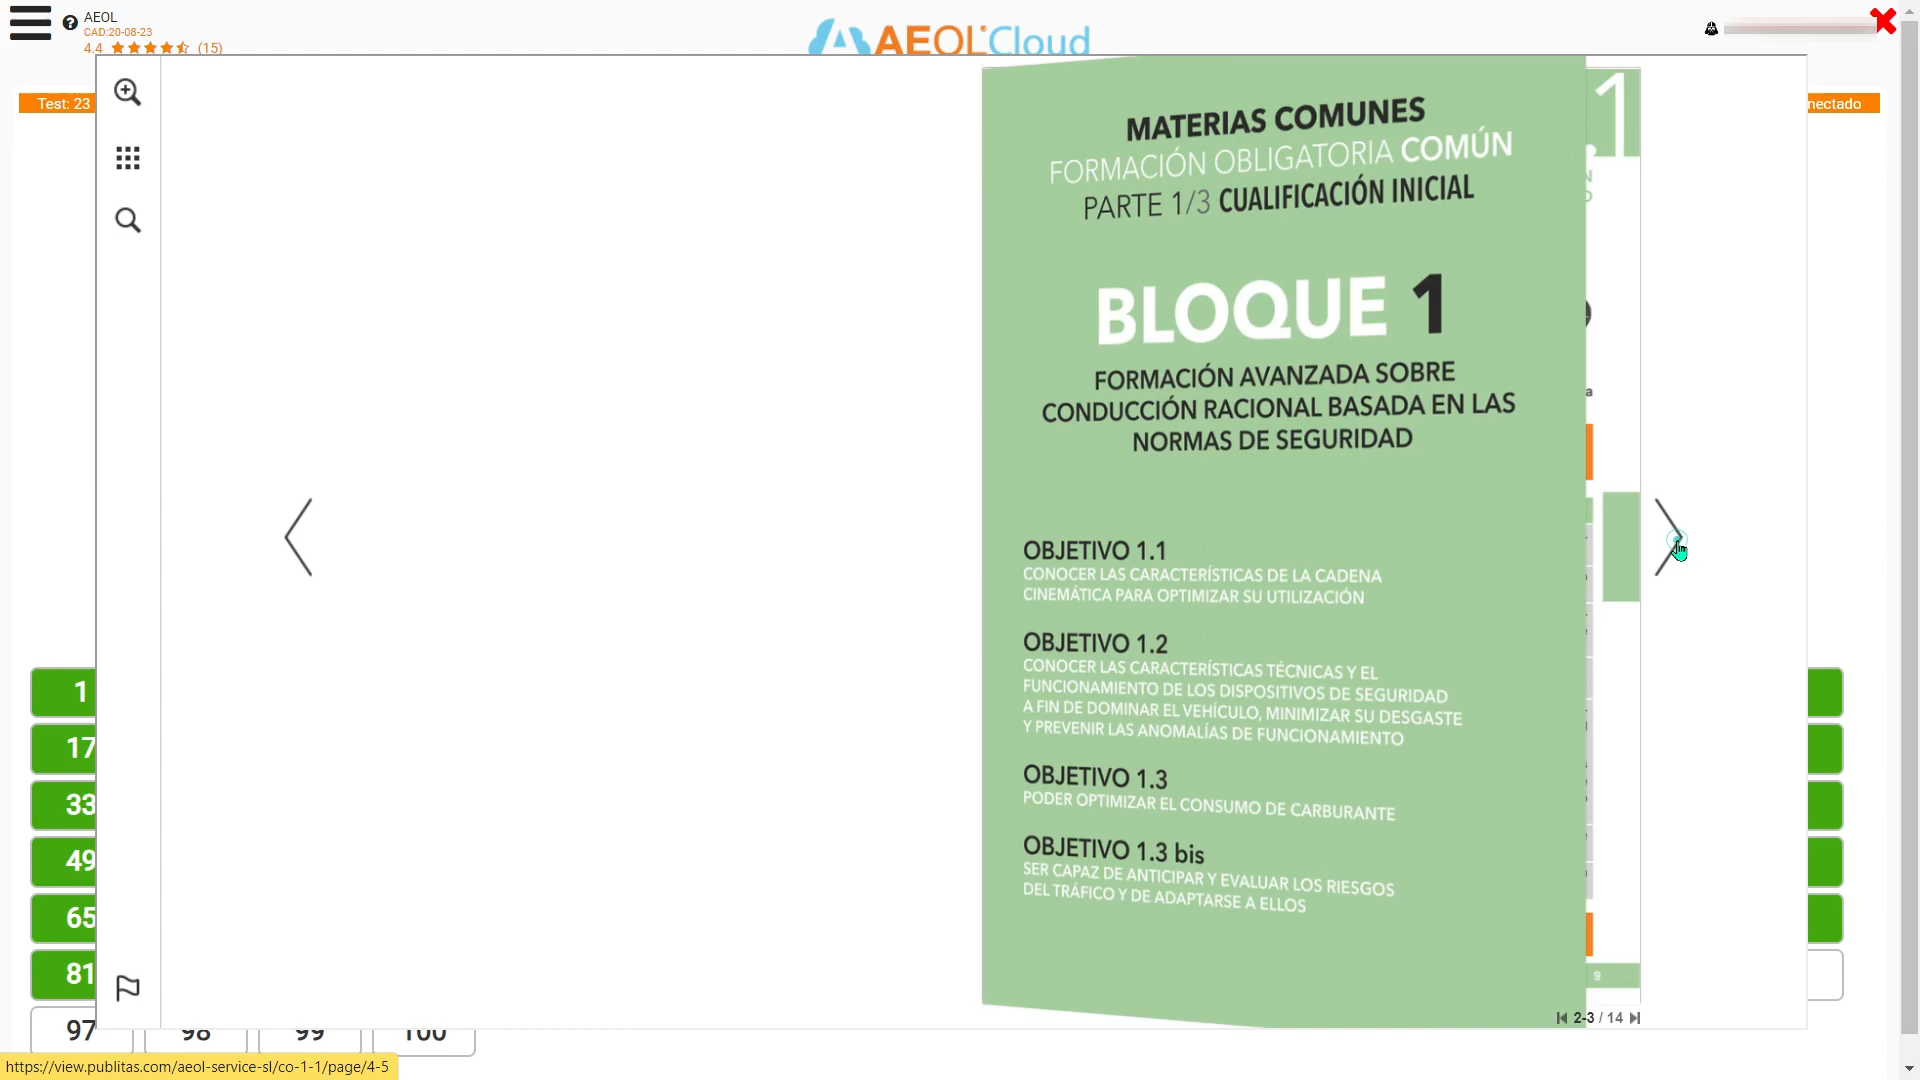 AEOL
CAD:20-08-23
4.4 (15)
AEOL Cloud
Test: 23
nectado
MATERIAS COMUNES
FORMACIÓN OBLIGATORIA COMÚN
PARTE 1/3 CUALIFICACIÓN INICIAL
BLOQUE 1
FORMACIÓN AVANZADA SOBRE
CONDUCCIÓN RACIONAL BASADA EN LAS
NORMAS DE SEGURIDAD
OBJETIVO 1.1
CONOCER LAS CARACTERÍSTICAS DE LA CADENA
CINEMÁTICA PARA OPTIMIZAR SU UTILIZACIÓN
OBJETIVO 1.2
CONOCER LAS CARACTERÍSTICAS TÉCNICAS Y EL
FUNCIONAMIENTO DE LOS DISPOSITIVOS DE SEGURIDAD
A FIN DE DOMINAR EL VEHÍCULO, MINIMIZAR SU DESGASTE
Y PREVENIR LAS ANOMALÍAS DE FUNCIONAMIENTO
OBJETIVO 1.3
PODER OPTIMIZAR EL CONSUMO DE CARBURANTE
OBJETIVO 1.3 bis
SER CAPAZ DE ANTICIPAR Y EVALUAR LOS RIESGOS
DEL TRÁFICO Y DE ADAPTARSE A ELLOS
.1
a
9
1
17
33
49
65
81
97 98 99 100
2-3 / 14
https://view.publitas.com/aeol-service-sl/co-1-1/page/4-5